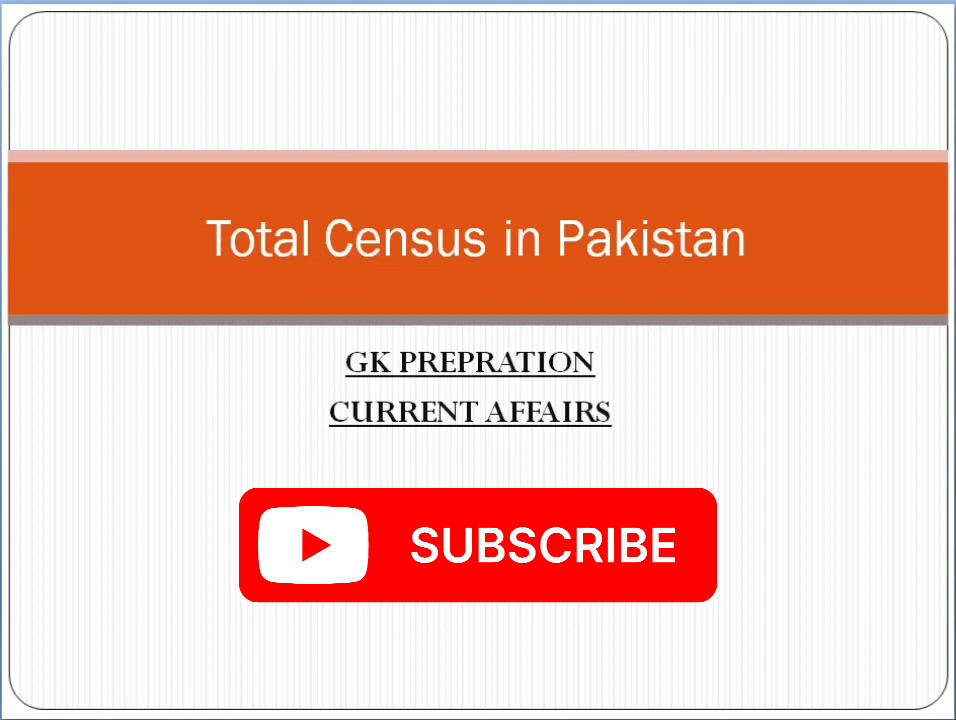 Total Census in Pakistan
GK PREPRATION
CURRENT AFFAIRS
SUBSCRIBE